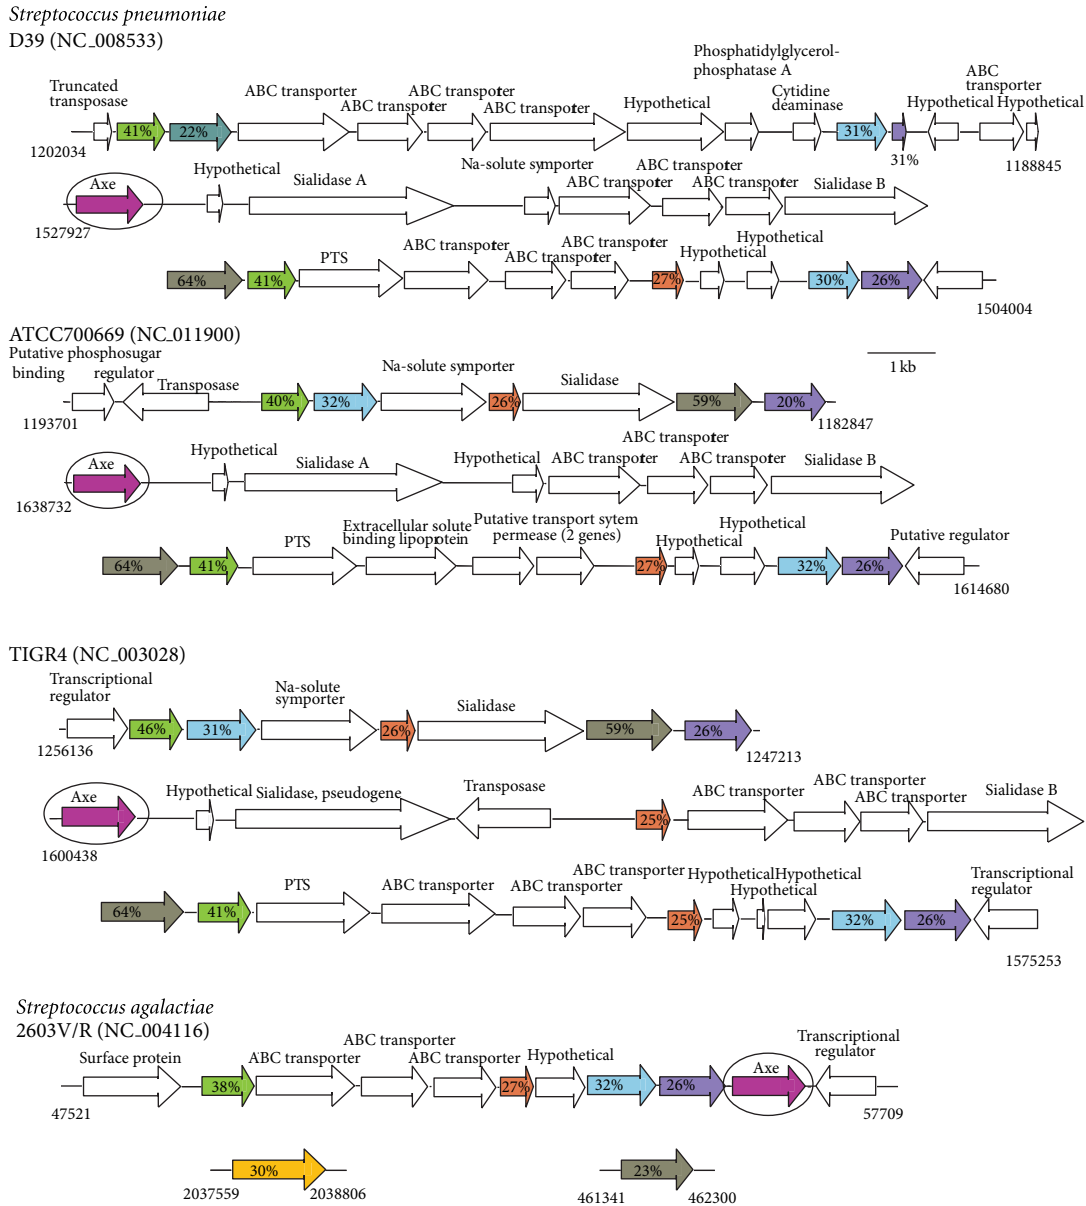 Streptococcus pneumoniae
D39 (NC_008533)
Phosphatidylglycerol-
phosphatase A
Truncated
transposase
ABC transporter
ABC transporter
ABC transporter
ABC transporter
Hypothetical
Cytidine
deaminase
ABC
transporter
Hypothetical
Hypothetical
41%
22%
31%
31%
1202034
1188845
Axe
Hypothetical
Sialidase A
Na-solute symporter
ABC transporter
ABC transporter
ABC transporter
Sialidase B
1527927
64%
41%
PTS
ABC transporter
ABC transporter
ABC transporter
27%
Hypothetical
Hypothetical
30%
26%
1504004
ATCC700669 (NC_011900)
Putative phosphosugar
binding regulator
Transposase
Na-solute symporter
Sialidase
1 kb
40%
32%
26%
59%
20%
1193701
1182847
Axe
Hypothetical
Sialidase A
Hypothetical
ABC transporter
ABC transporter
ABC transporter
Sialidase B
1638732
64%
41%
PTS
Extracellular solute
binding lipoprotein
Putative transport sytem
permease (2 genes)
27%
Hypothetical
Hypothetical
32%
26%
Putative regulator
1614680
TIGR4 (NC_003028)
Transcriptional
regulator
46%
31%
Na-solute
symporter
26%
Sialidase
59%
26%
1256136
1247213
Axe
Hypothetical
Sialidase, pseudogene
Transposase
25%
ABC transporter
ABC transporter
ABC transporter
Sialidase B
1600438
64%
41%
PTS
ABC transporter
ABC transporter
ABC transporter
25%
Hypothetical
Hypothetical
Hypothetical
32%
26%
Transcriptional
regulator
1575253
Streptococcus agalactiae
2603V/R (NC_004116)
Surface protein
38%
ABC transporter
ABC transporter
ABC transporter
27%
Hypothetical
32%
26%
Axe
Transcriptional
regulator
47521
57709
30%
2037559
2038806
23%
461341
462300